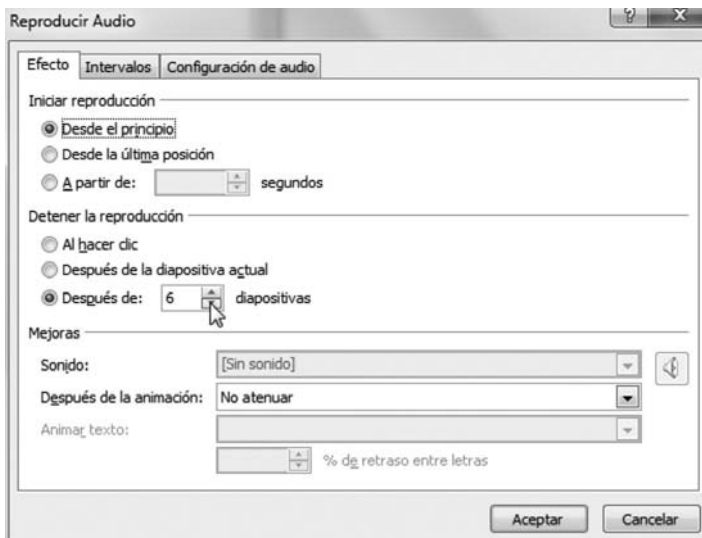 Reproducir Audio
? X
Efecto Intervalos Configuración de audio
Iniciar reproducción
Desde el principio
Desde la última posición
A partir de: segundos
Detener la reproducción
Al hacer clic
Después de la diapositiva actual
Después de: 6 diapositivas
Mejoras
Sonido: [Sin sonido]
Después de la animación: No atenuar
Animar texto:
% de retraso entre letras
Aceptar Cancelar